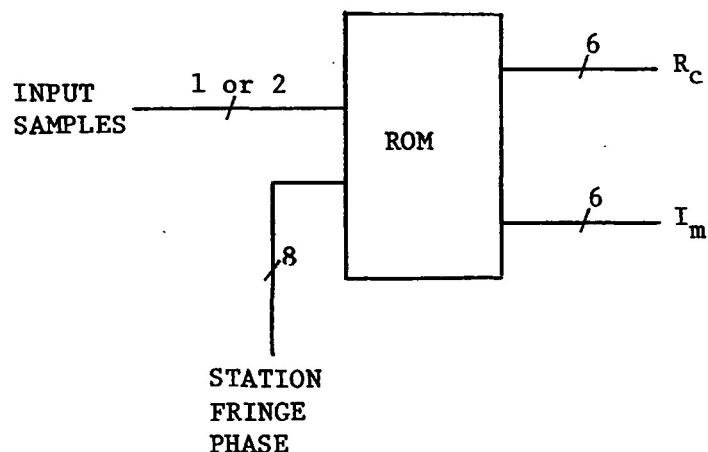 INPUT
SAMPLES
1 or 2
ROM
6
R_c
6
I_m
8
STATION
FRINGE
PHASE